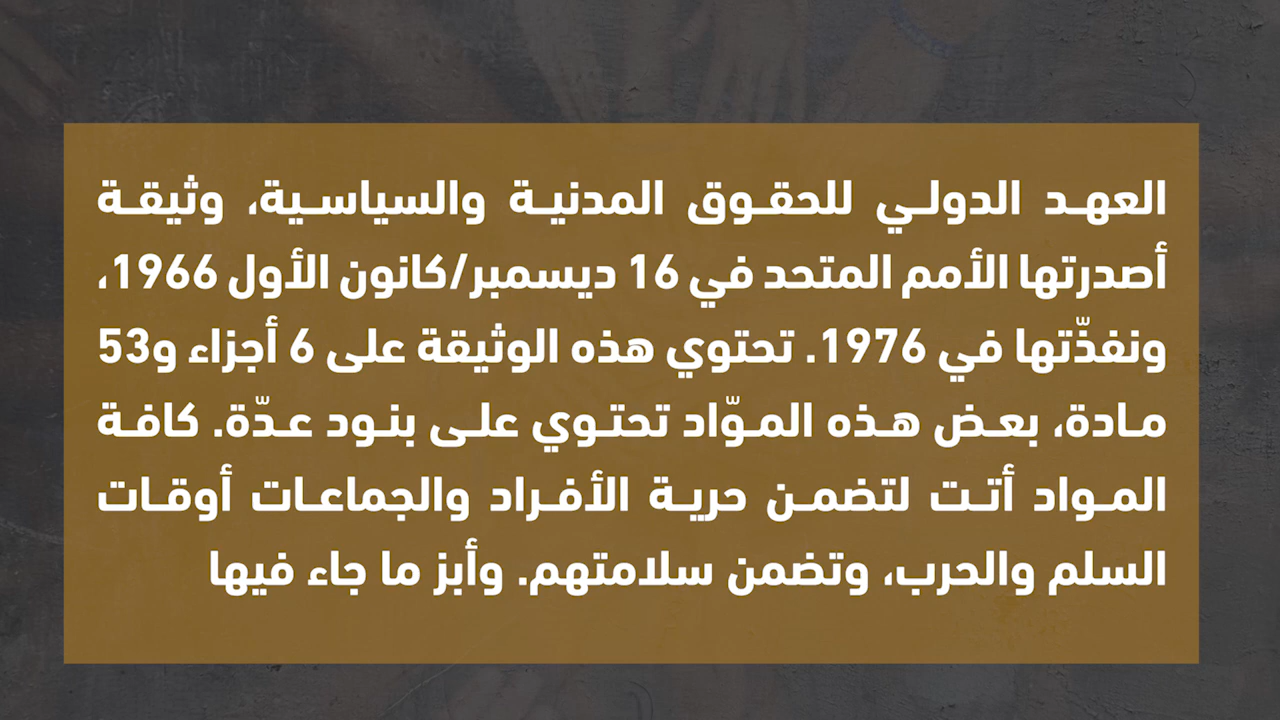 العهد الدولي للحقوق المدنية والسياسية، وثيقة
أصدرتها الأمم المتحد في 16 ديسمبر/كانون الأول 1966،
ونفذّتها في 1976. تحتوي هذه الوثيقة على 6 أجزاء و53
مادة، بعض هذه الموّاد تحتوي على بنود عدّة. كافة
المواد أتت لتضمن حرية الأفراد والجماعات أوقات
السلم والحرب، وتضمن سلامتهم. وأبز ما جاء فيها